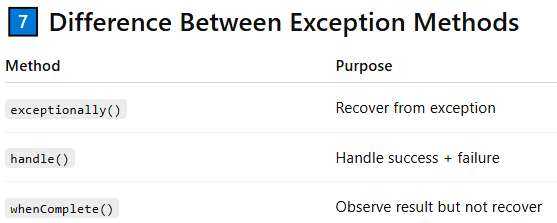 7 Difference Between Exception Methods
Method Purpose
exceptionally() Recover from exception
handle() Handle success + failure
whenComplete() Observe result but not recover